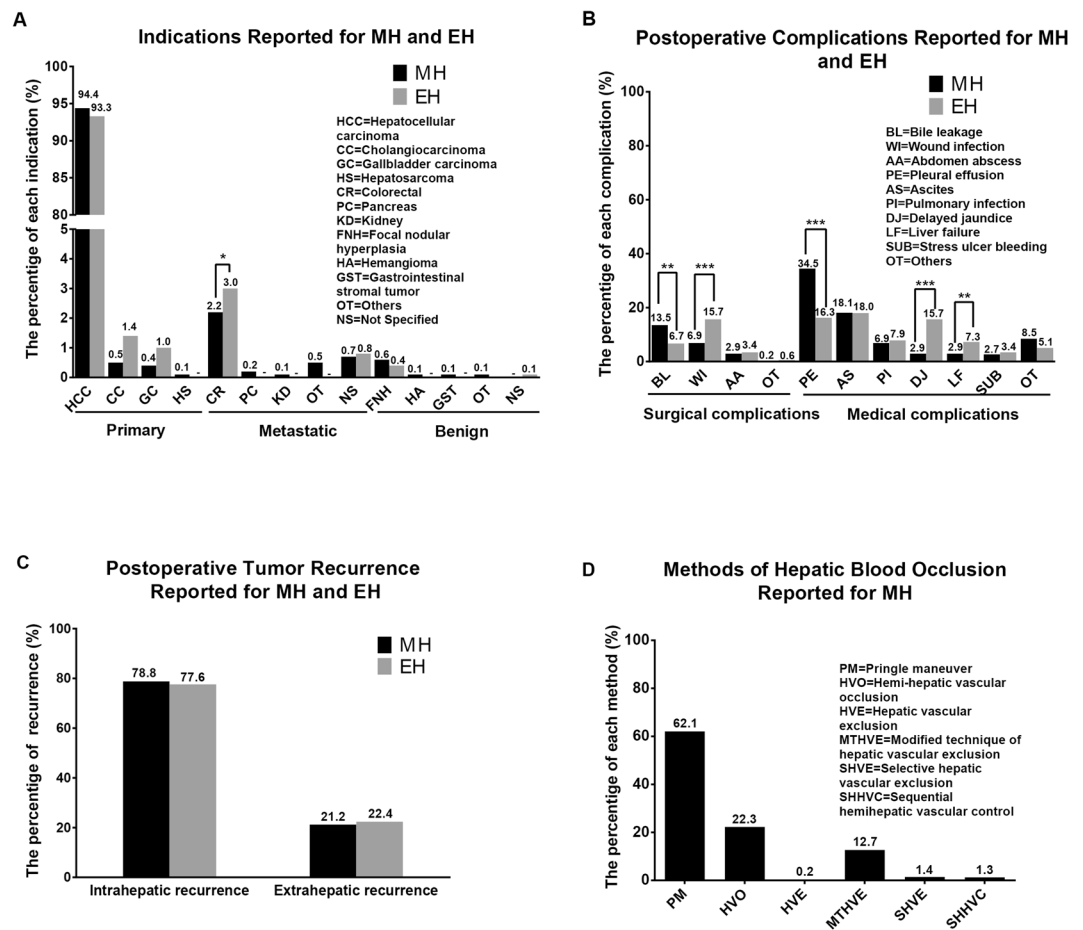 A
Indications Reported for MH and EH
The percentige of each indication (%)
100
95
90
85
80
5
4
3
2
1
0
MH
EH
HCC=Hepatocellular
carcinoma
CC=Cholangiocarcinoma
GC=Gallbladder carcinoma
HS=Hepatosarcoma
CR=Colorectal
PC=Pancreas
KD=Kidney
FNH=Focal nodular
hyperplasia
HA=Hemangioma
GST=Gastrointestinal
stromal tumor
OT=Others
NS=Not Specified
94.4
93.3
0.5
1.4
0.4
1.0
0.1
-
2.2
*
3.0
0.2
-
0.1
-
0.5
-
0.7
0.8
0.6
0.4
0.1
-
0.1
-
0.1
-
-
0.1
HCC
CC
GC
HS
CR
PC
KD
OT
NS
FNH
HA
GST
OT
NS
Primary
Metastatic
Benign
B
Postoperative Complications Reported for MH
and EH
The percentige of each complication (%)
100
80
60
40
20
0
MH
EH
BL=Bile leakage
WI=Wound infection
AA=Abdomen abscess
PE=Pleural effusion
AS=Ascites
PI=Pulmonary infection
DJ=Delayed jaundice
LF=Liver failure
SUB=Stress ulcer bleeding
OT=Others
**
13.5
6.7
***
6.9
15.7
2.9
3.4
0.2
0.6
***
34.5
16.3
18.1
18.0
6.9
7.9
***
2.9
15.7
**
2.9
7.3
2.7
3.4
8.5
5.1
BL
WI
AA
OT
PE
AS
PI
DJ
LF
SUB
OT
Surgical complications
Medical complications
C
Postoperative Tumor Recurrence
Reported for MH and EH
The percentige of recurrence (%)
100
80
60
40
20
0
MH
EH
78.8
77.6
21.2
22.4
Intrahepatic recurrence
Extrahepatic recurrence
D
Methods of Hepatic Blood Occlusion
Reported for MH
The percentige of each method (%)
100
80
60
40
20
0
PM=Pringle maneuver
HVO=Hemi-hepatic vascular
occlusion
HVE=Hepatic vascular
exclusion
MTHVE=Modified technique of
hepatic vascular exclusion
SHVE=Selective hepatic
vascular exclusion
SHHVC=Sequential
hemihepatic vascular control
62.1
22.3
0.2
12.7
1.4
1.3
PM
HVO
HVE
MTHVE
SHVE
SHHVC